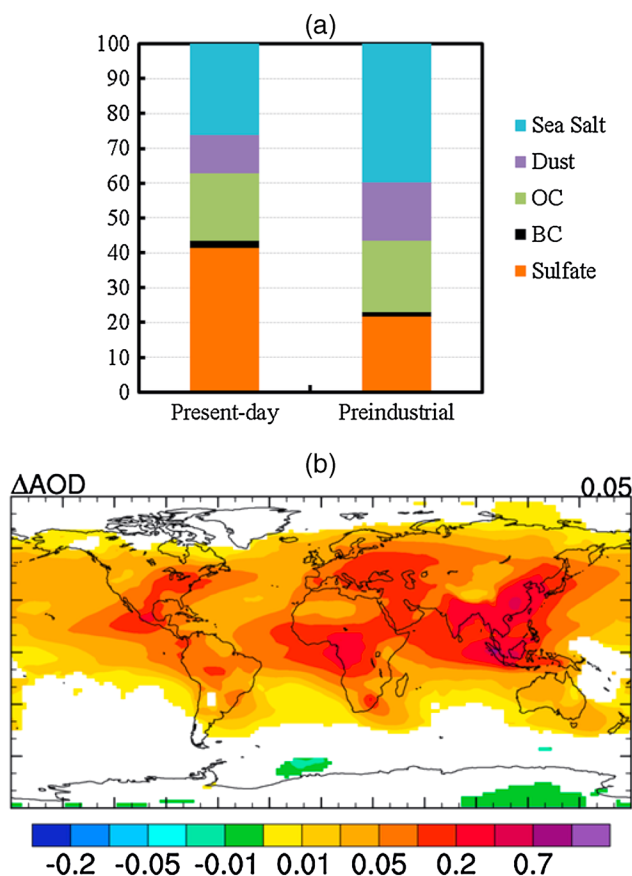 (a)
100
90
80
70
60
50
40
30
20
10
0
Present-day Preindustrial
Sea Salt
Dust
OC
BC
Sulfate
(b)
ΔAOD 0.05
-0.2 -0.05 -0.01 0.01 0.05 0.2 0.7